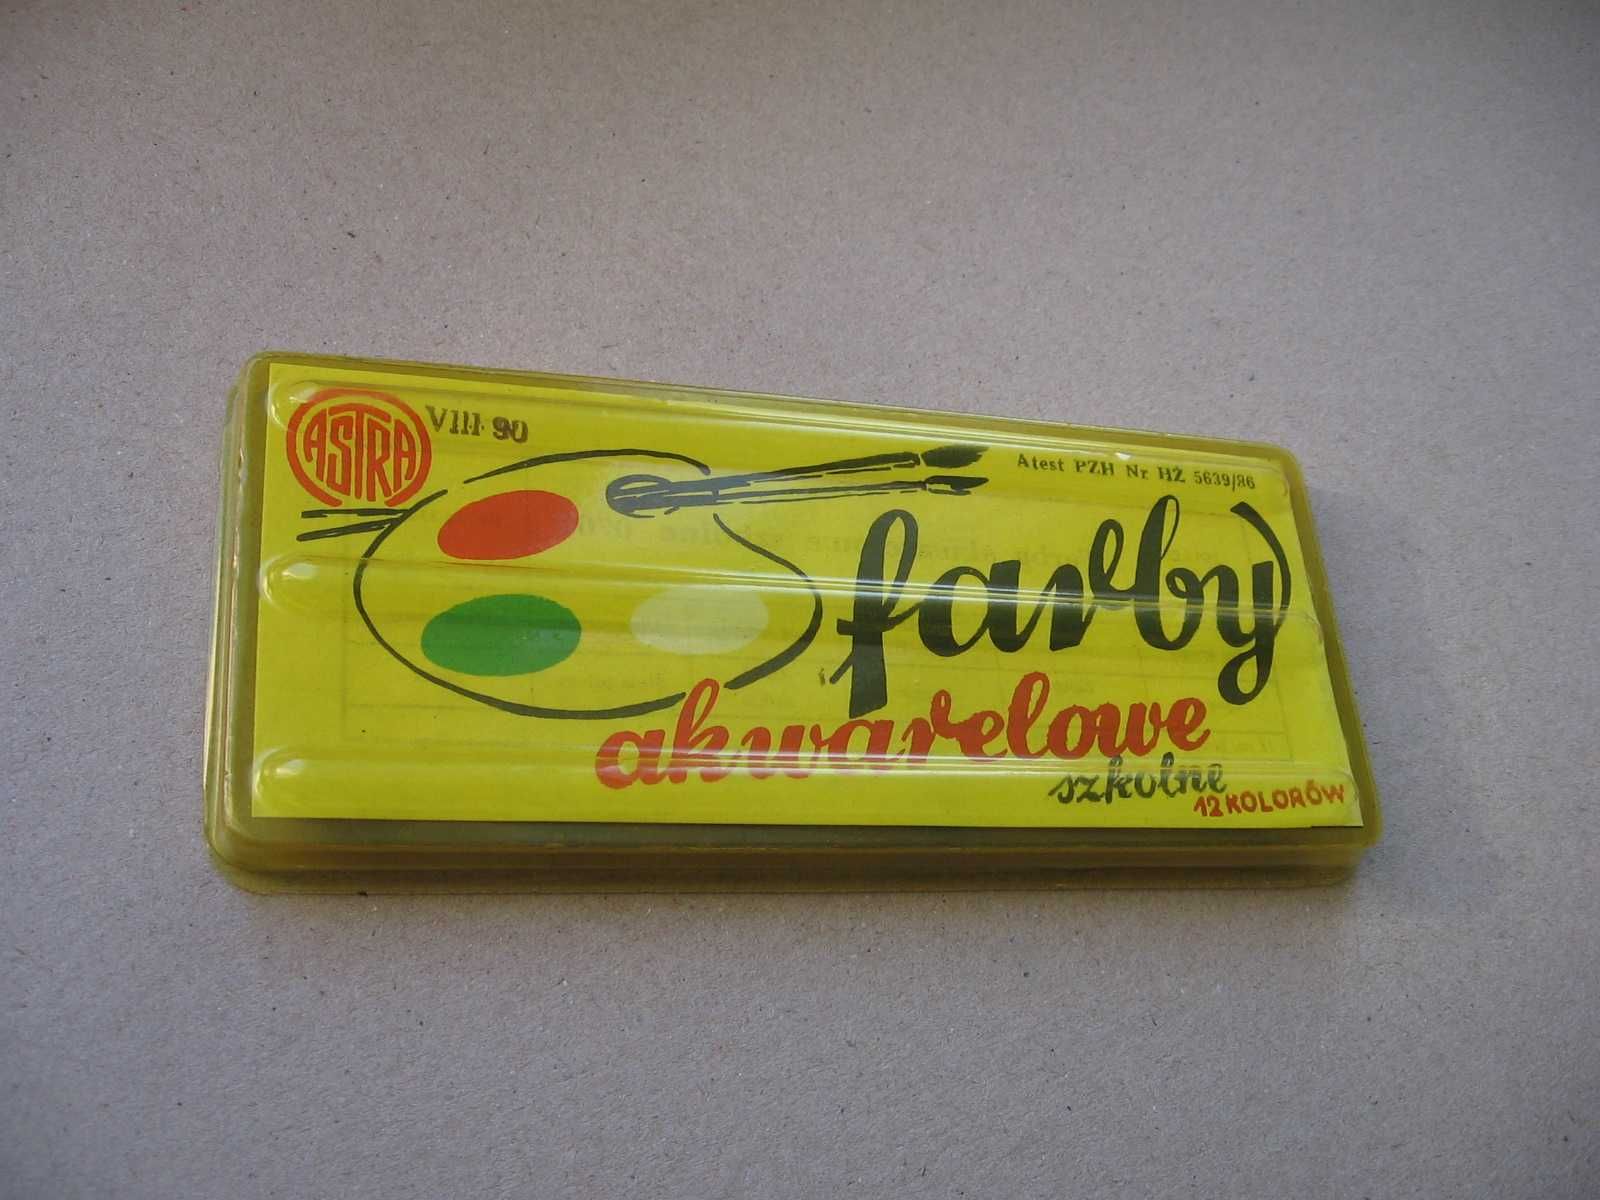 ASTRA
VIII 90
Atest PZH Nr HŻ 5639/86
farby
akwarelowe
szkolne
12 KOLORÓW